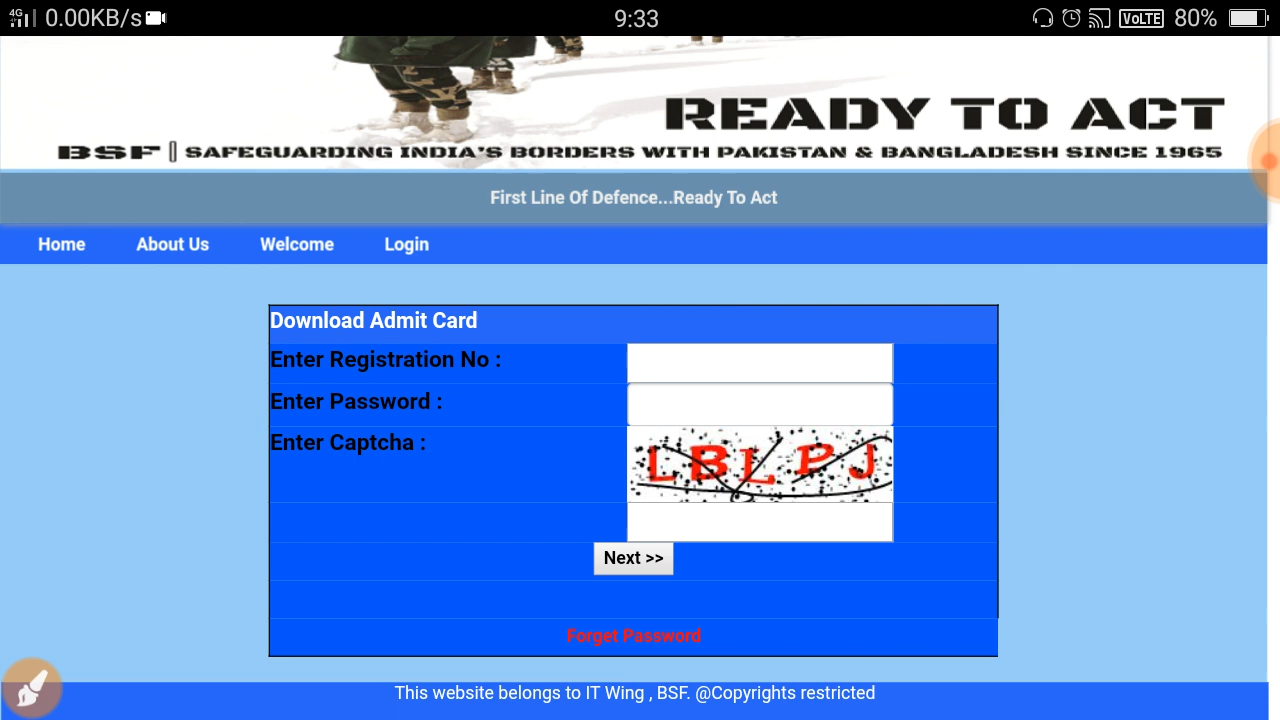 4G 0.00KB/s 9:33 VoLTE 80%
READY TO ACT
BSF | SAFEGUARDING INDIA'S BORDERS WITH PAKISTAN & BANGLADESH SINCE 1965
First Line Of Defence...Ready To Act
Home About Us Welcome Login
Download Admit Card
Enter Registration No :
Enter Password :
Enter Captcha :
LBLPJ
Next >>
Forget Password
This website belongs to IT Wing , BSF. @Copyrights restricted